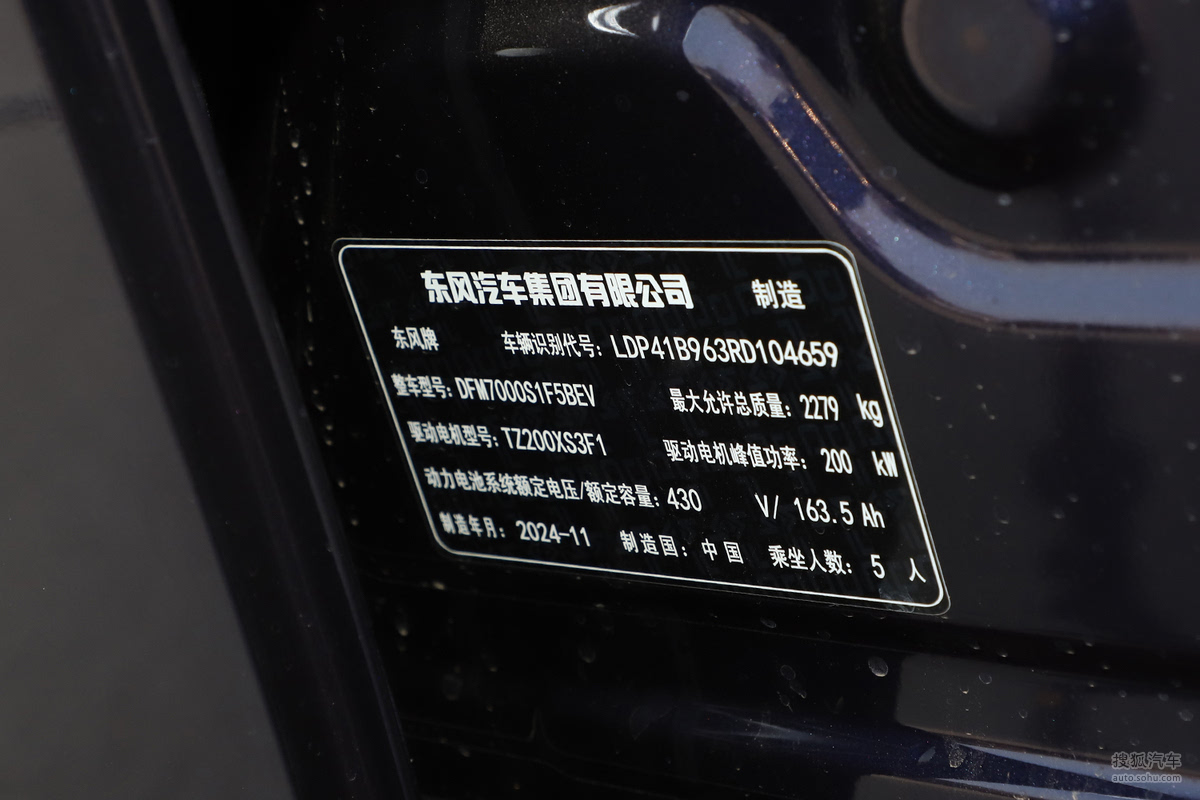 东风汽车集团有限公司 制造
东风牌 车辆识别代号: LDP41B963RD104659
整车型号: DFM7000S1F5BEV 最大允许总质量: 2279 kg
驱动电机型号: TZ200XS3F1 驱动电机峰值功率: 200 kW
动力电池系统额定电压/额定容量: 430 V/ 163.5 Ah
制造年月: 2024-11 制造国: 中国 乘坐人数: 5 人
搜狐汽车
auto.sohu.com